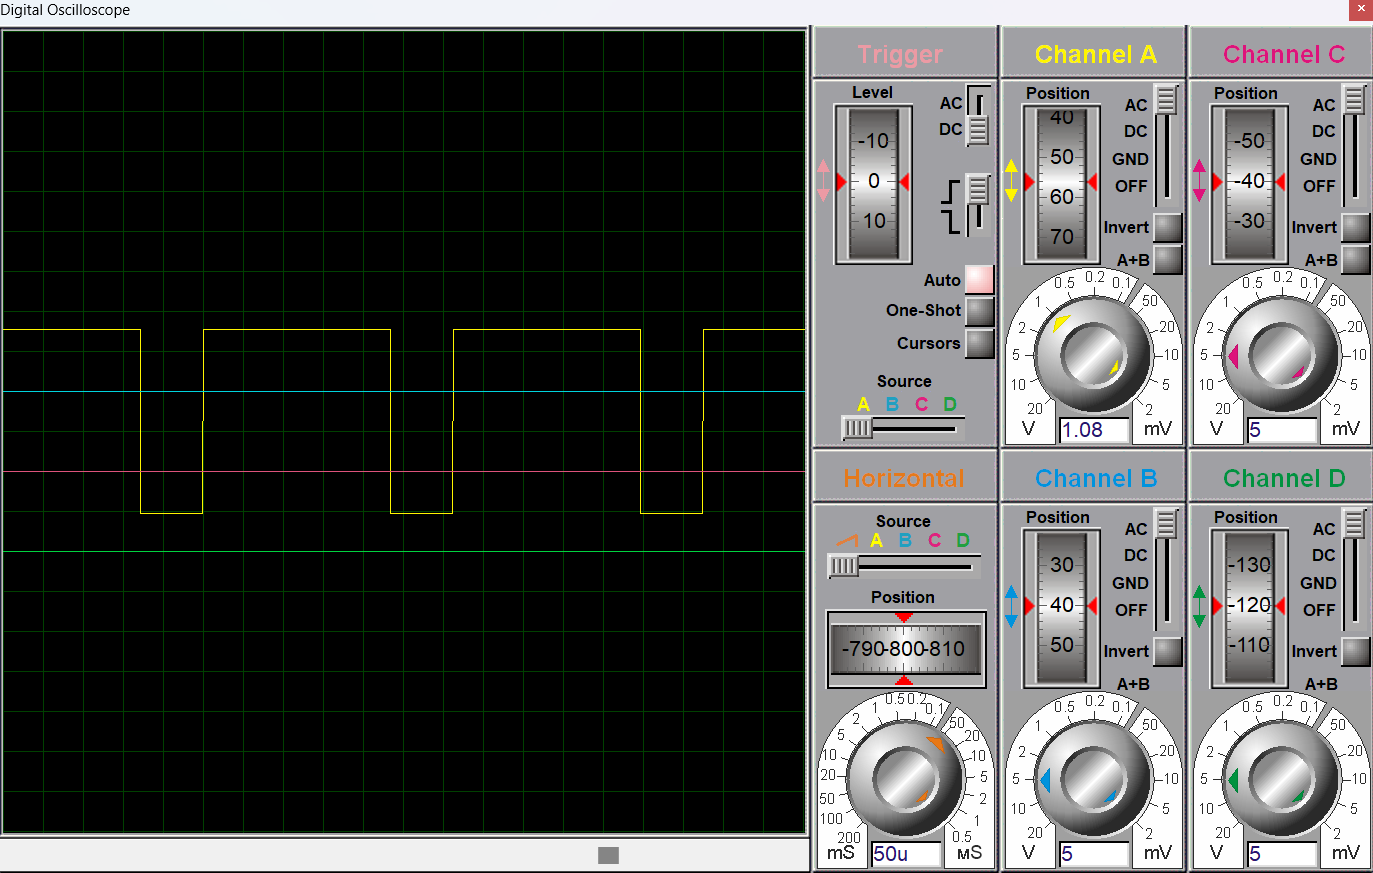 Digital Oscilloscope
×
Trigger
Level
-10
0
10
AC
DC
Auto
One-Shot
Cursors
Source
A B C D
Channel A
Position
40
50
60
70
AC
DC
GND
OFF
Invert
A+B
0.2
0.5 0.1
1 50
2 20
5 10
10 5
20 2
V 1.08 mV
Channel C
Position
-50
-40
-30
AC
DC
GND
OFF
Invert
A+B
0.2
0.5 0.1
1 50
2 20
5 10
10 5
20 2
V 5 mV
Horizontal
Source
A B C D
Position
-790-800-810
0.5 0.2
1 0.1
2 50
5 20
10 10
20 5
50 2
100 1
200 0.5
mS 50u мS
Channel B
Position
30
40
50
AC
DC
GND
OFF
Invert
A+B
0.2
0.5 0.1
1 50
2 20
5 10
10 5
20 2
V 5 mV
Channel D
Position
-130
-120
-110
AC
DC
GND
OFF
Invert
A+B
0.2
0.5 0.1
1 50
2 20
5 10
10 5
20 2
V 5 mV